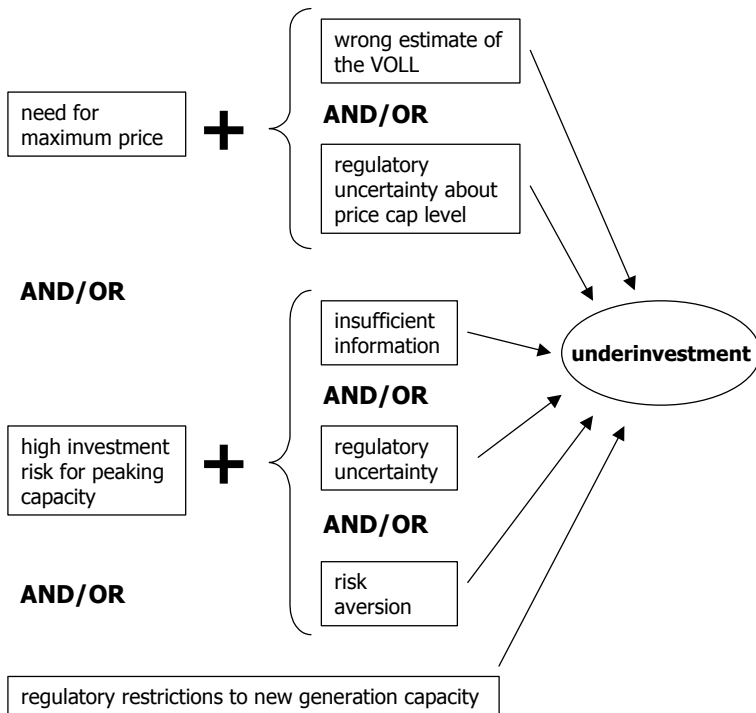 wrong estimate of
the VOLL
need for
maximum price
+
AND/OR
regulatory
uncertainty about
price cap level
AND/OR
insufficient
information
underinvestment
AND/OR
high investment
risk for peaking
capacity
+
regulatory
uncertainty
AND/OR
risk
aversion
AND/OR
regulatory restrictions to new generation capacity